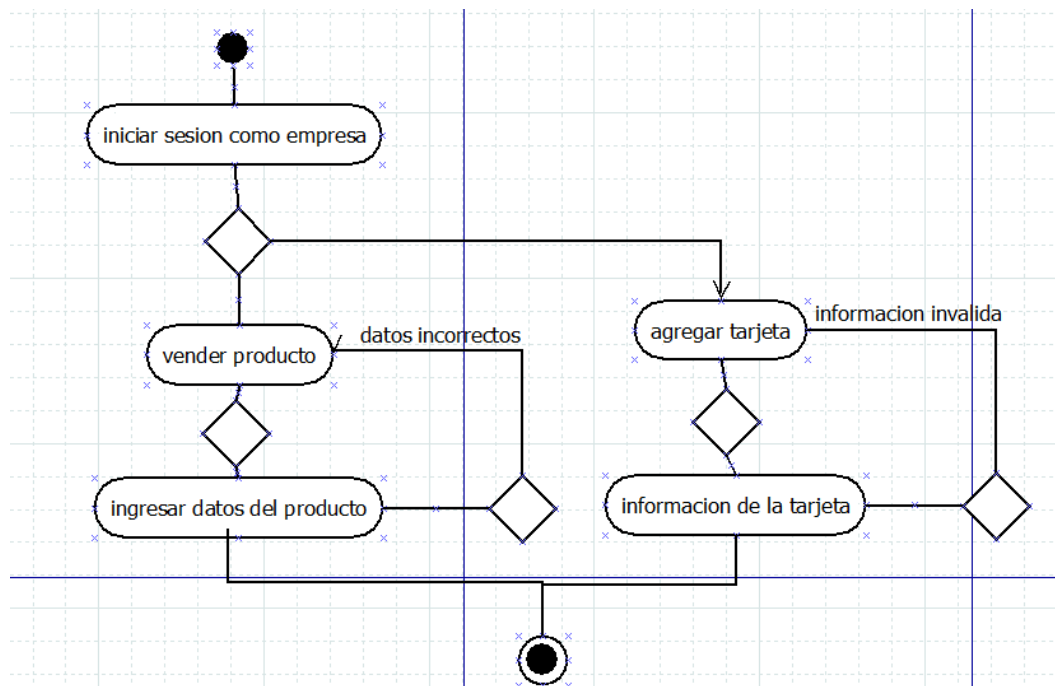 iniciar sesion como empresa
informacion invalida
agregar tarjeta
datos incorrectos
vender producto
ingresar datos del producto
informacion de la tarjeta